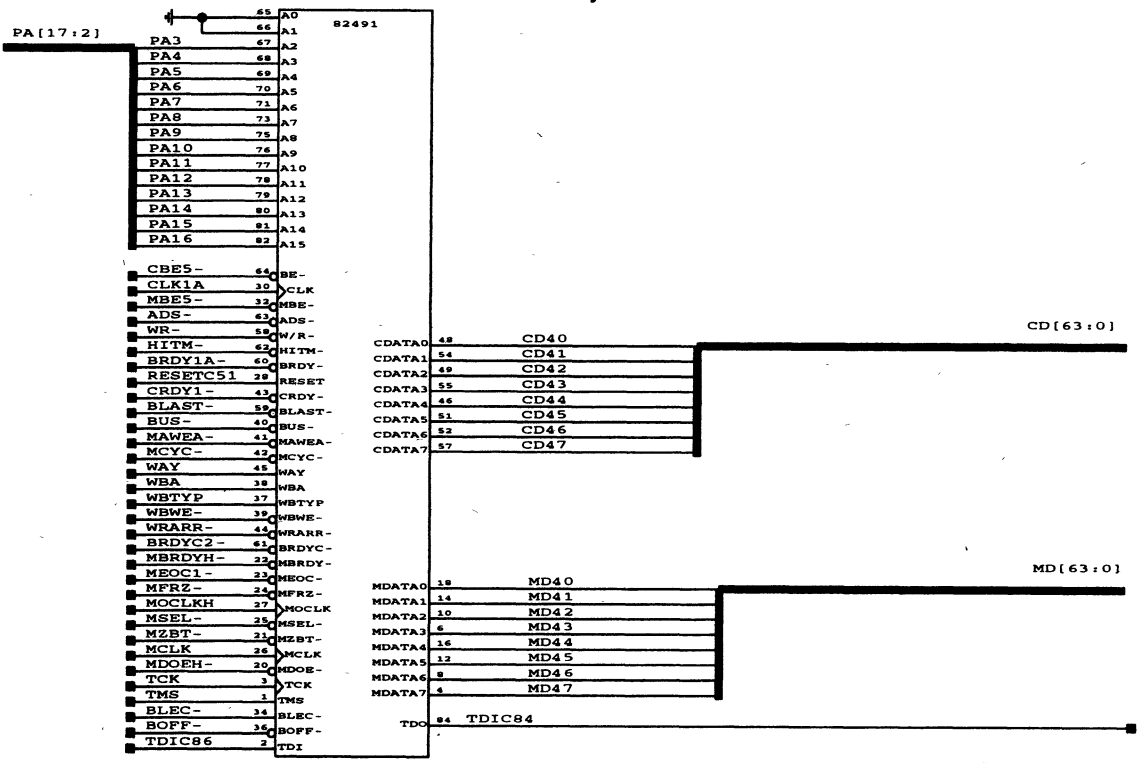 82491
PA[17:2]
65 A0
66 A1
PA3 67 A2
PA4 68 A3
PA5 69 A4
PA6 70 A5
PA7 71 A6
PA8 73 A7
PA9 75 A8
PA10 76 A9
PA11 77 A10
PA12 78 A11
PA13 79 A12
PA14 80 A13
PA15 81 A14
PA16 82 A15
CBE5- 64 BE-
CLK1A 30 CLK
MBE5- 32 MBE-
ADS- 63 ADS-
WR- 58 W/R-
HITM- 62 HITM-
BRDY1A- 60 BRDY-
RESETC51 28 RESET
CRDY1- 43 CRDY-
BLAST- 59 BLAST-
BUS- 40 BUS-
MAWEA- 41 MAWEA-
MCYC- 42 MCYC-
WAY 45 WAY
WBA 38 WBA
WBTYP 37 WBTYP
WBWE- 39 WBWE-
WRARR- 44 WRARR-
BRDYC2- 61 BRDYC-
MBRDYH- 22 MBRDY-
MEOC1- 23 MEOC-
MFRZ- 24 MFRZ-
MOCLKH 27 MOCLK
MSEL- 25 MSEL-
MZBT- 21 MZBT-
MCLK 26 MCLK
MDOEH- 20 MDOE-
TCK 3 TCK
TMS 1 TMS
BLEC- 34 BLEC-
BOFF- 36 BOFF-
TDIC86 2 TDI
CD[63:0]
CDATA0 48 CD40
CDATA1 54 CD41
CDATA2 49 CD42
CDATA3 55 CD43
CDATA4 46 CD44
CDATA5 51 CD45
CDATA6 52 CD46
CDATA7 57 CD47
MD[63:0]
MDATA0 18 MD40
MDATA1 14 MD41
MDATA2 10 MD42
MDATA3 6 MD43
MDATA4 16 MD44
MDATA5 12 MD45
MDATA6 8 MD46
MDATA7 4 MD47
TDO 84 TDIC84